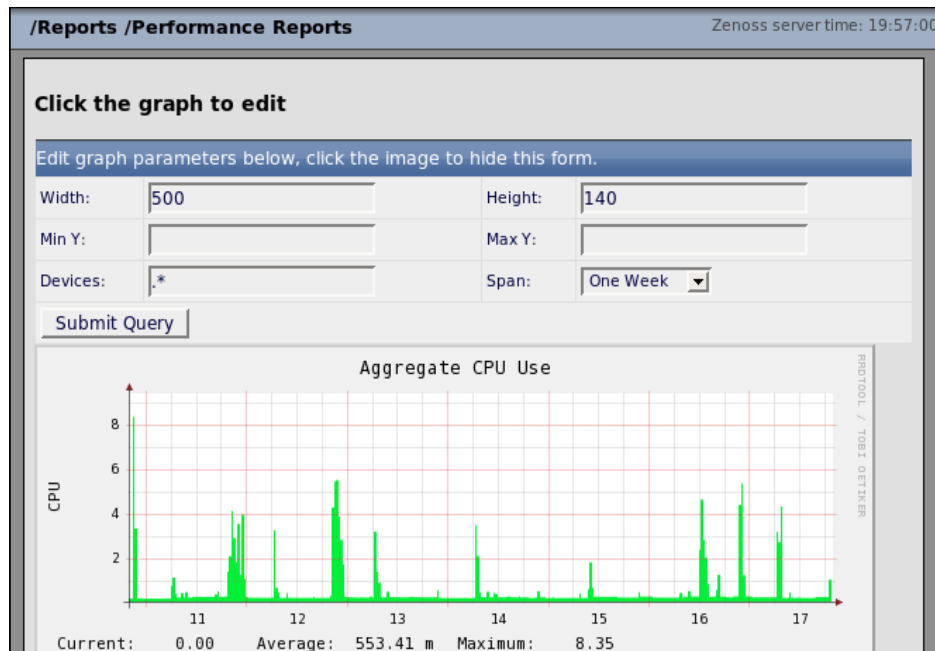 /Reports /Performance Reports Zenoss server time: 19:57:00
Click the graph to edit
Edit graph parameters below, click the image to hide this form.
Width: 500 Height: 140
Min Y: Max Y:
Devices: .* Span: One Week
Submit Query
Aggregate CPU Use
RRDTOOL / TOBI OETIKER
CPU
8
6
4
2
11 12 13 14 15 16 17
Current: 0.00 Average: 553.41 m Maximum: 8.35